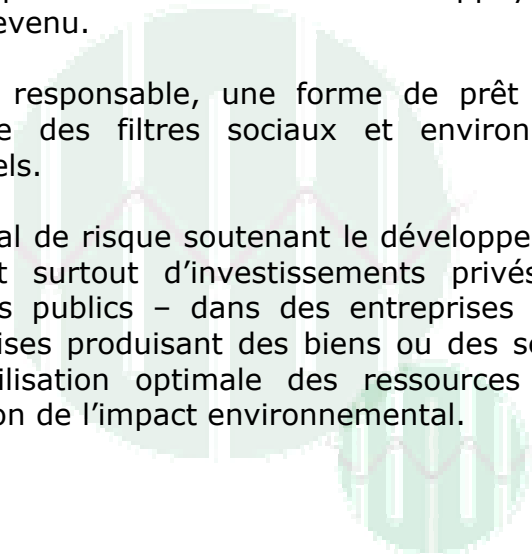 evenu.
responsable, une forme de prêt
e des filtres sociaux et environ
els.
al de risque soutenant le développe
t surtout d’investissements privés
s publics – dans des entreprises
ises produisant des biens ou des se
ilisation optimale des ressources
on de l’impact environnemental.